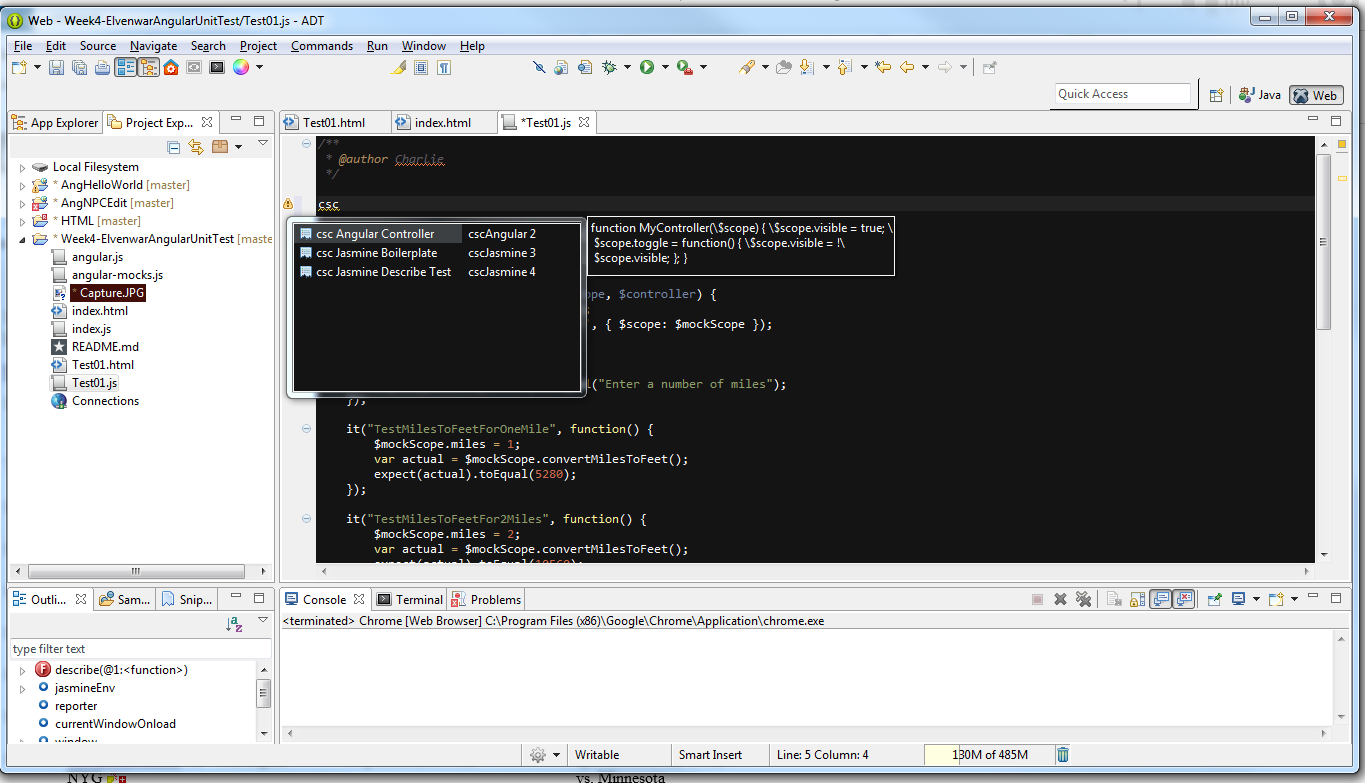 Web - Week4-ElvenwarAngularUnitTest/Test01.js - ADT
File Edit Source Navigate Search Project Commands Run Window Help
Quick Access
Java
Web
App Explorer
Project Exp...
Local Filesystem
* AngHelloWorld [master]
* AngNPCEdit [master]
* HTML [master]
* Week4-ElvenwarAngularUnitTest [maste
angular.js
angular-mocks.js
* Capture.JPG
index.html
index.js
README.md
Test01.html
Test01.js
Connections
Test01.html
index.html
*Test01.js
/**
* @author Charlie
*/
csc
csc Angular Controller cscAngular 2
csc Jasmine Boilerplate cscJasmine 3
csc Jasmine Describe Test cscJasmine 4
function MyController(\$scope) { \$scope.visible = true; \
$scope.toggle = function() { \$scope.visible = !\
$scope.visible; }; }
ope, $controller) {
, { $scope: $mockScope });
l("Enter a number of miles");
});
it("TestMilesToFeetForOneMile", function() {
$mockScope.miles = 1;
var actual = $mockScope.convertMilesToFeet();
expect(actual).toEqual(5280);
});
it("TestMilesToFeetFor2Miles", function() {
$mockScope.miles = 2;
var actual = $mockScope.convertMilesToFeet();
expect(actual).toEqual(10560);
Outli...
Sam...
Snip...
type filter text
describe(@1:<function>)
jasmineEnv
reporter
currentWindowOnload
window
Console
Terminal
Problems
<terminated> Chrome [Web Browser] C:\Program Files (x86)\Google\Chrome\Application\chrome.exe
Writable
Smart Insert
Line: 5 Column: 4
130M of 485M
NYG
vs. Minnesota